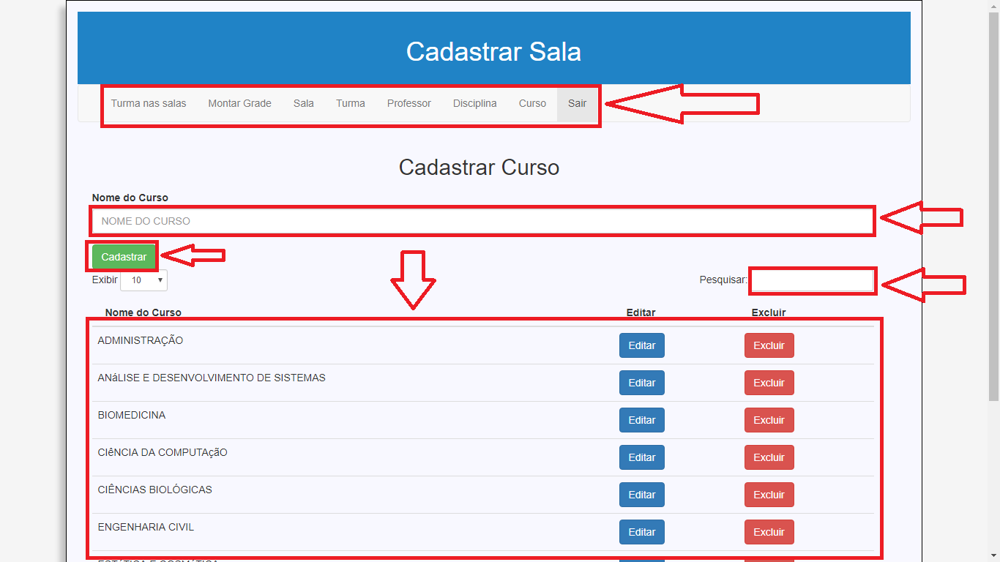 Cadastrar Sala
Turma nas salas Montar Grade Sala Turma Professor Disciplina Curso Sair
Cadastrar Curso
Nome do Curso
NOME DO CURSO
Cadastrar
Exibir 10 Pesquisar:
Nome do Curso Editar Excluir
ADMINISTRAÇÃO Editar Excluir
ANáLISE E DESENVOLVIMENTO DE SISTEMAS Editar Excluir
BIOMEDICINA Editar Excluir
CIêNCIA DA COMPUTAçãO Editar Excluir
CIÊNCIAS BIOLÓGICAS Editar Excluir
ENGENHARIA CIVIL Editar Excluir